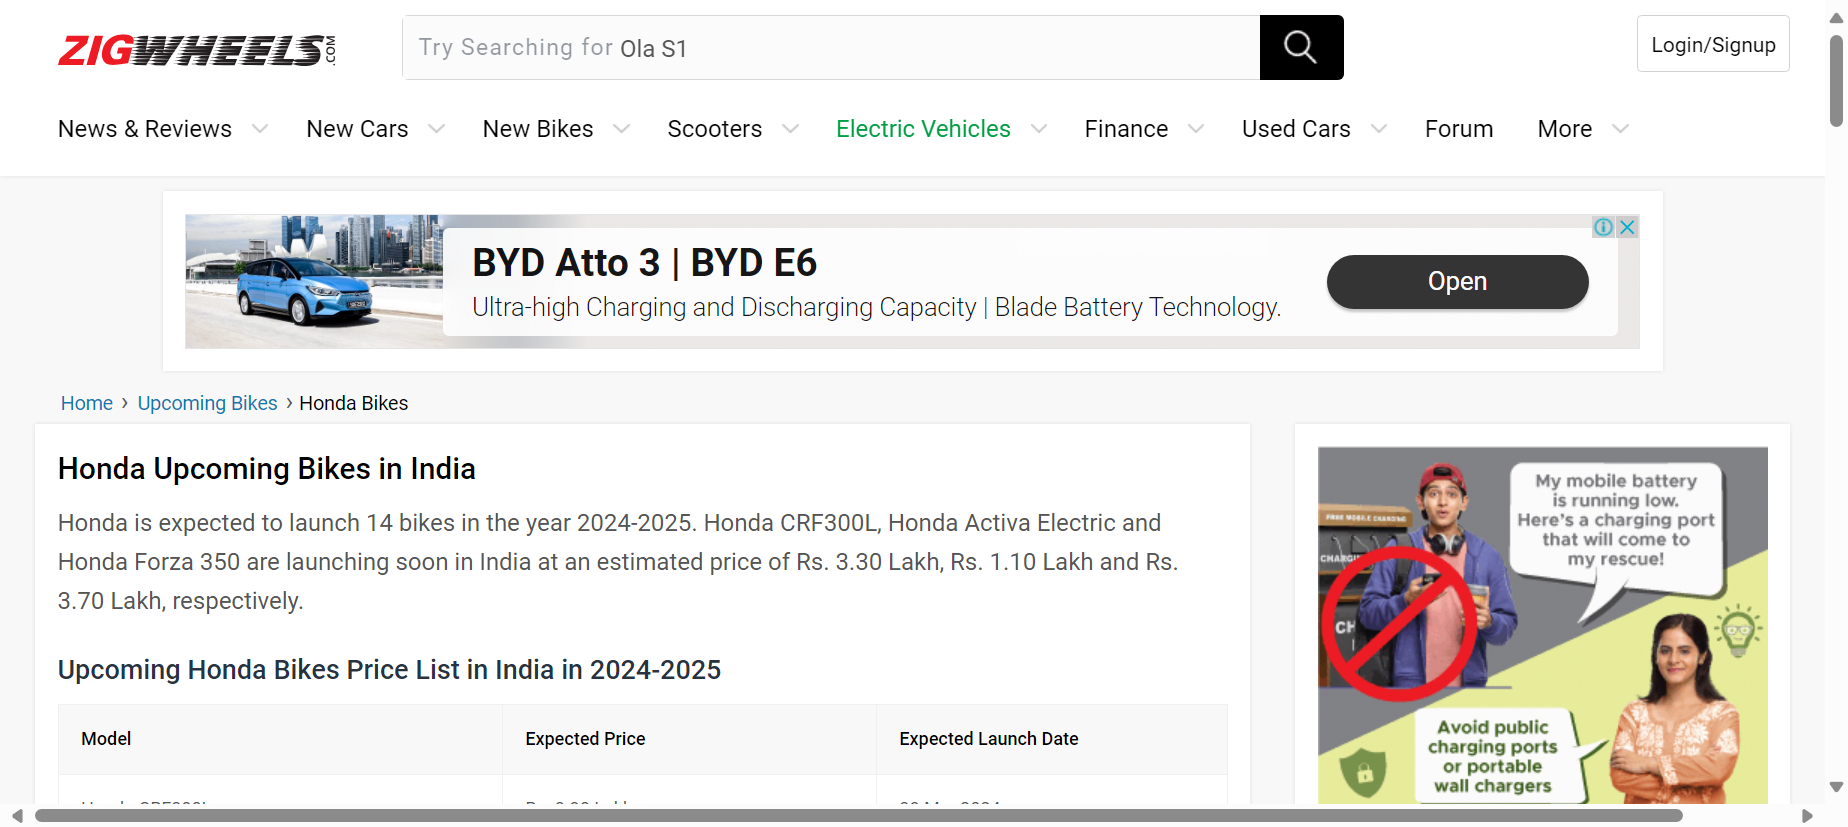 ZIGWHEELS.COM
Try Searching for Ola S1
Login/Signup
News & Reviews
New Cars
New Bikes
Scooters
Electric Vehicles
Finance
Used Cars
Forum
More
BYD Atto 3 | BYD E6
Ultra-high Charging and Discharging Capacity | Blade Battery Technology.
Open
Home › Upcoming Bikes › Honda Bikes
Honda Upcoming Bikes in India
Honda is expected to launch 14 bikes in the year 2024-2025. Honda CRF300L, Honda Activa Electric and
Honda Forza 350 are launching soon in India at an estimated price of Rs. 3.30 Lakh, Rs. 1.10 Lakh and Rs.
3.70 Lakh, respectively.
Upcoming Honda Bikes Price List in India in 2024-2025
Model
Expected Price
Expected Launch Date
My mobile battery
is running low.
Here's a charging port
that will come to
my rescue!
FREE MOBILE CHARGING
Avoid public
charging ports
or portable
wall chargers